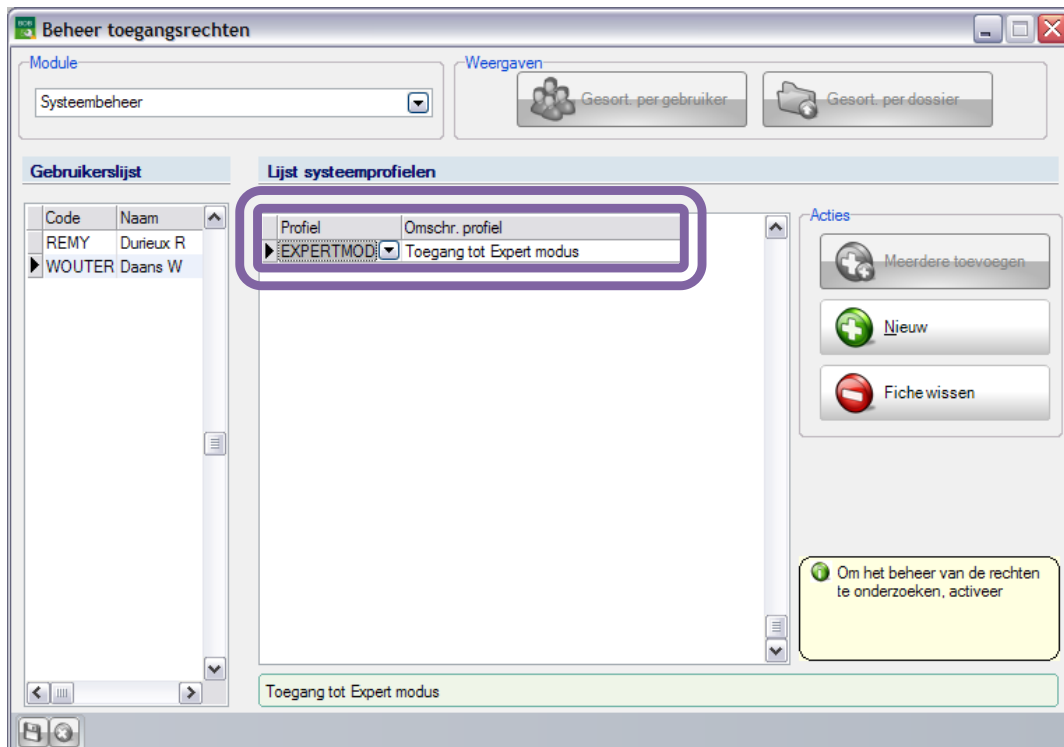 Beheer toegangsrechten
Module
Systeembeheer
Weergaven
Gesort. per gebruiker
Gesort. per dossier
Gebruikerslijst
Code Naam
REMY Durieux R
WOUTER Daans W
Lijst systeemprofielen
Profiel Omschr. profiel
EXPERTMOD Toegang tot Expert modus
Acties
Meerdere toevoegen
Nieuw
Fiche wissen
Om het beheer van de rechten
te onderzoeken, activeer
Toegang tot Expert modus